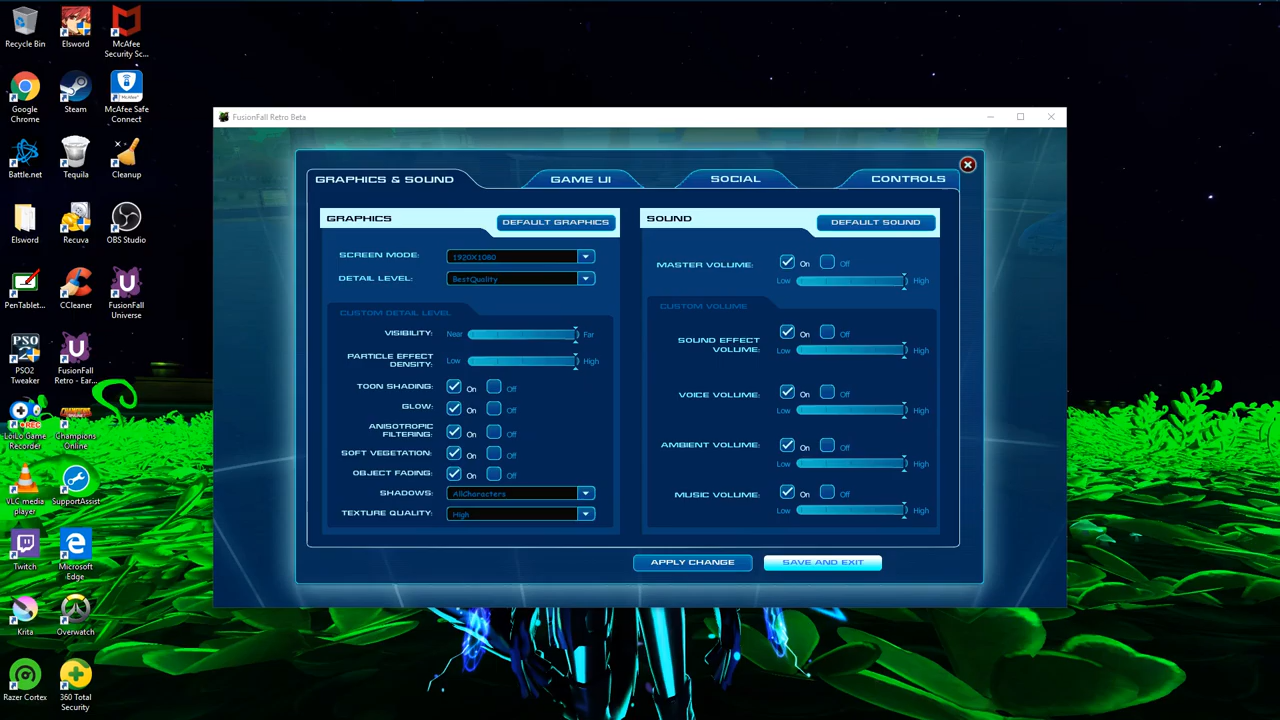 Recycle Bin
Elsword
McAfee
Security Sc...
Google
Chrome
Steam
McAfee Safe
Connect
Battle.net
Tequila
Cleanup
Elsword
Recuva
OBS Studio
PenTablet...
CCleaner
FusionFall
Universe
PSO2
Tweaker
FusionFall
Retro - Ear...
LoiLo Game
Recorder
Champions
Online
VLC media
player
SupportAssist
Twitch
Microsoft
Edge
Krita
Overwatch
Razer Cortex
360 Total
Security
FusionFall Retro Beta
GRAPHICS & SOUND
GAME UI
SOCIAL
CONTROLS
GRAPHICS
DEFAULT GRAPHICS
SCREEN MODE:
1920X1080
DETAIL LEVEL:
BestQuality
CUSTOM DETAIL LEVEL
VISIBILITY:
Near
Far
PARTICLE EFFECT
DENSITY:
Low
High
TOON SHADING:
On
Off
GLOW:
On
Off
ANISOTROPIC
FILTERING:
On
Off
SOFT VEGETATION:
On
Off
OBJECT FADING:
On
Off
SHADOWS:
AllCharacters
TEXTURE QUALITY:
High
SOUND
DEFAULT SOUND
MASTER VOLUME:
On
Off
Low
High
CUSTOM VOLUME
SOUND EFFECT
VOLUME:
On
Off
Low
High
VOICE VOLUME:
On
Off
Low
High
AMBIENT VOLUME:
On
Off
Low
High
MUSIC VOLUME:
On
Off
Low
High
APPLY CHANGE
SAVE AND EXIT